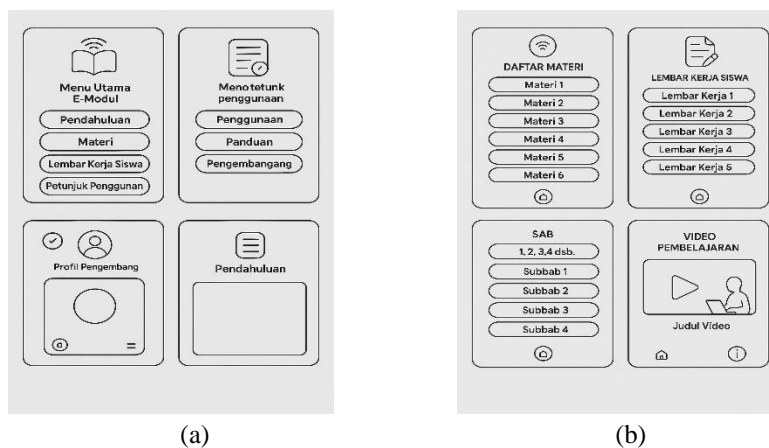 Menu Utama
E-Modul
Pendahuluan
Materi
Lembar Kerja Siswa
Petunjuk Penggunan
Menotetunk
penggunaan
Penggunaan
Panduan
Pengembangang
Profil Pengembang
Pendahuluan
(a)
DAFTAR MATERI
Materi 1
Materi 2
Materi 3
Materi 4
Materi 5
Materi 6
LEMBAR KERJA SISWA
Lembar Kerja 1
Lembar Kerja 2
Lembar Kerja 3
Lembar Kerja 4
Lembar Kerja 5
SAB
1, 2, 3,4 dsb.
Subbab 1
Subbab 2
Subbab 3
Subbab 4
VIDEO
PEMBELAJARAN
Judul Video
(b)